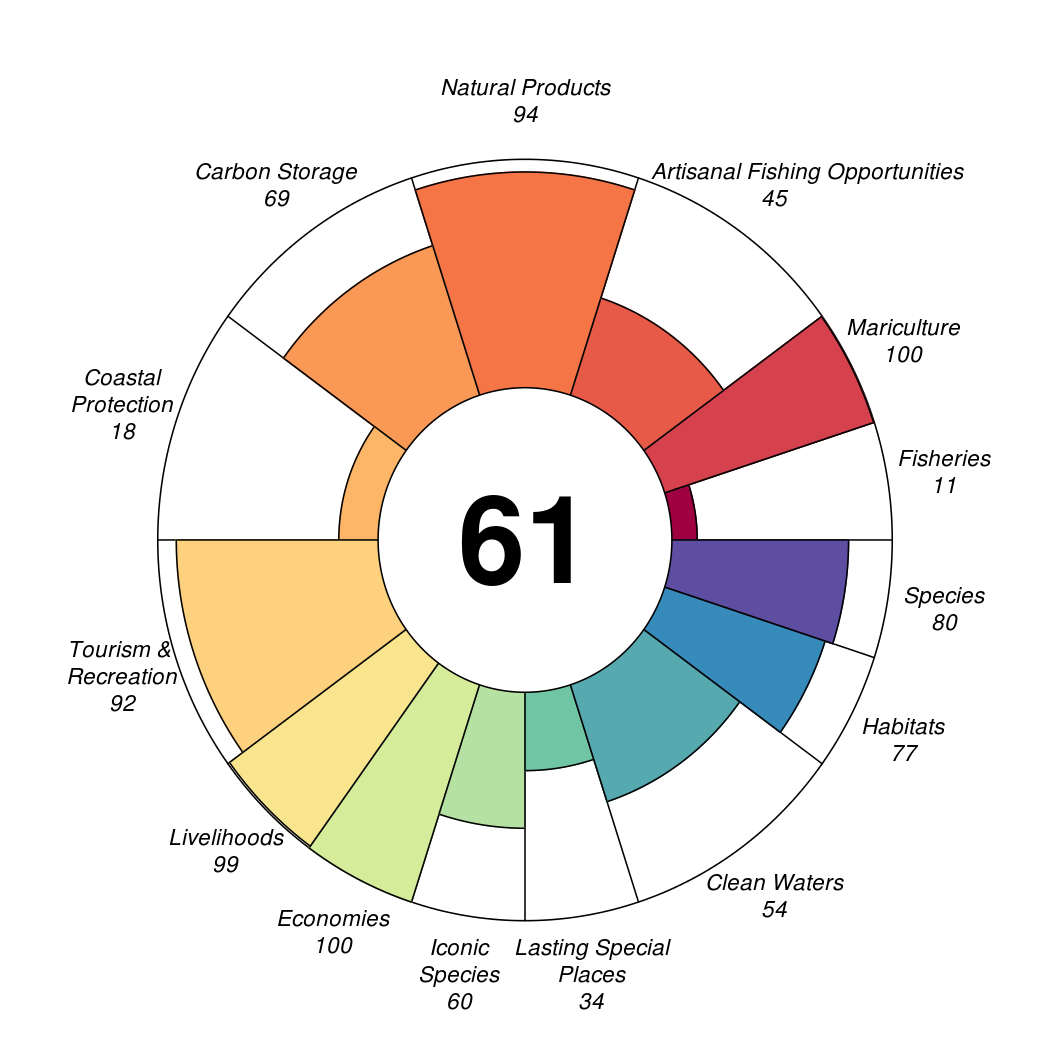 Natural Products
94
Carbon Storage
69
Artisanal Fishing Opportunities
45
Mariculture
100
Coastal
Protection
18
Fisheries
11
61
Species
80
Tourism &
Recreation
92
Habitats
77
Livelihoods
99
Clean Waters
54
Economies
100
Iconic
Species
60
Lasting Special
Places
34